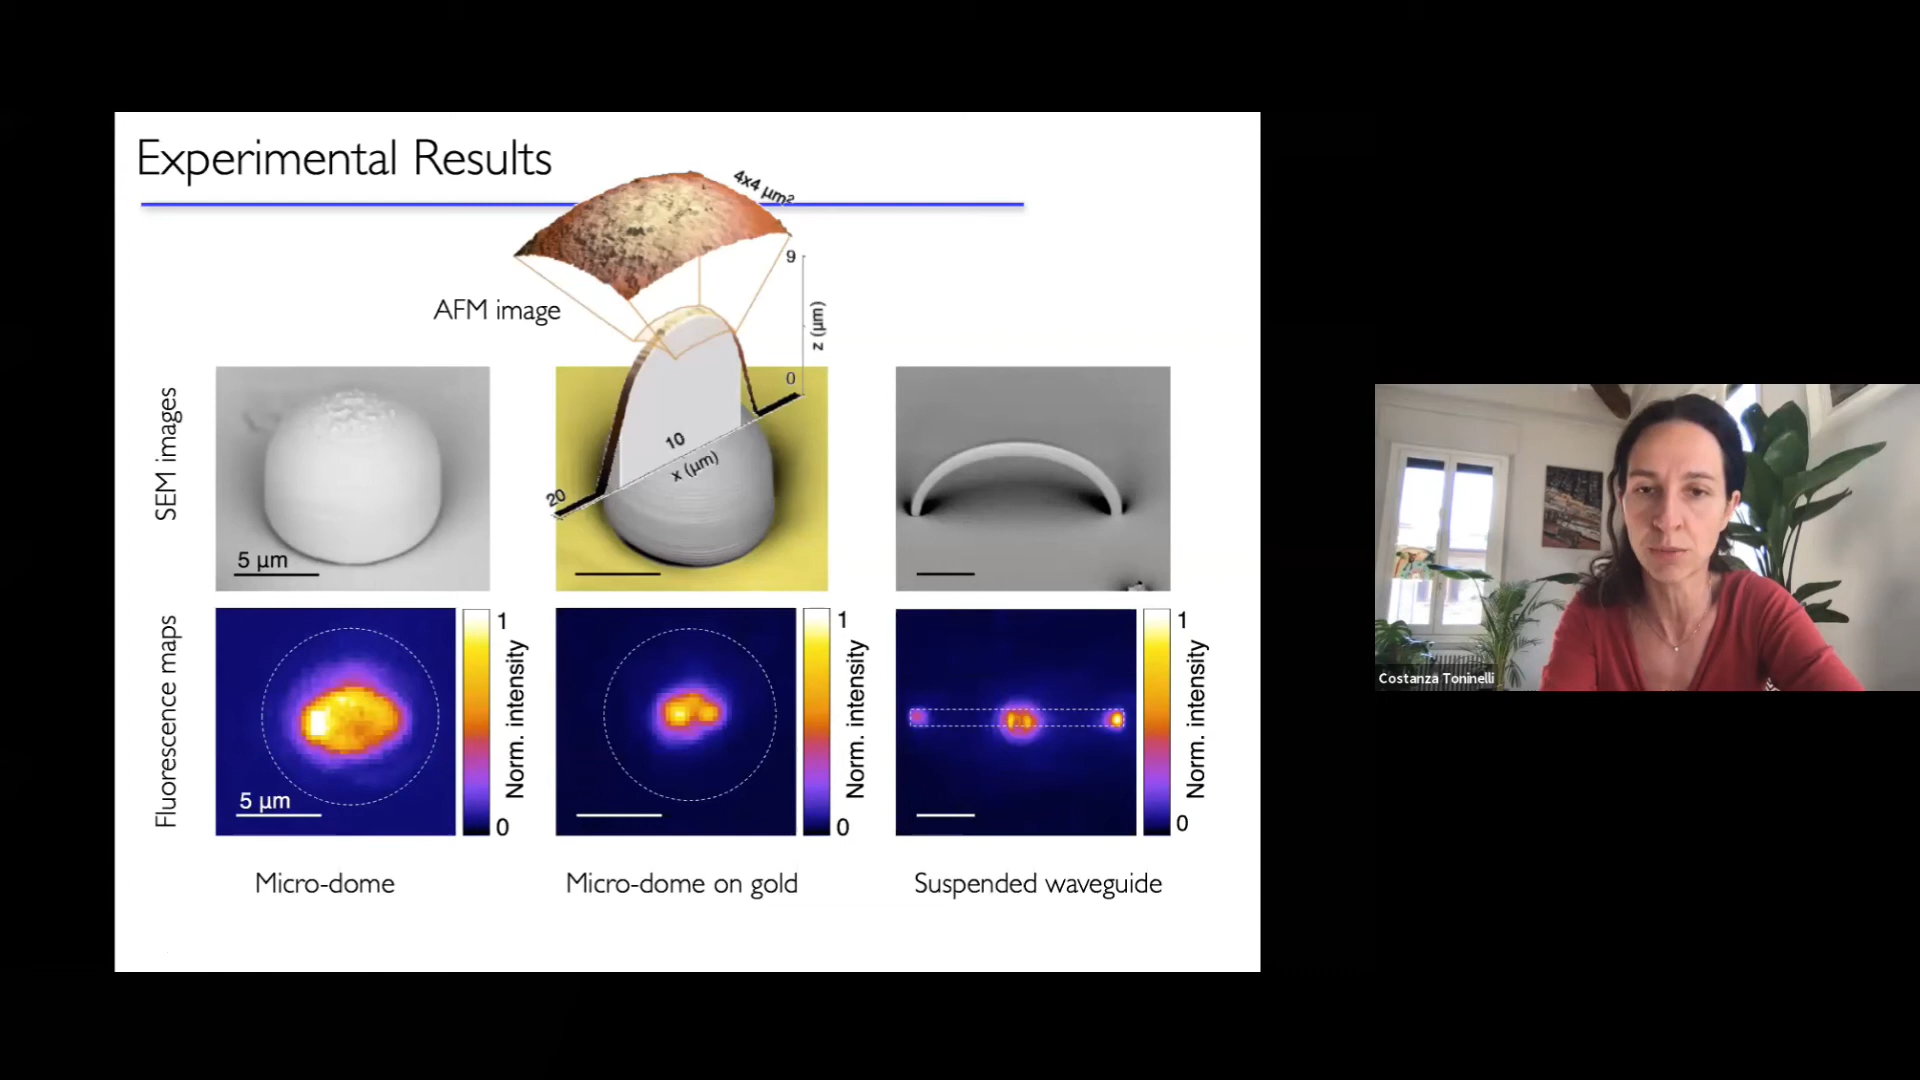 Experimental Results
4x4 µm²
9
AFM image
z (µm)
0
SEM images
10
x (µm)
20
5 µm
Fluorescence maps
1
Norm. intensity
0
5 µm
1
Norm. intensity
0
1
Norm. intensity
0
Micro-dome
Micro-dome on gold
Suspended waveguide
Costanza Toninelli